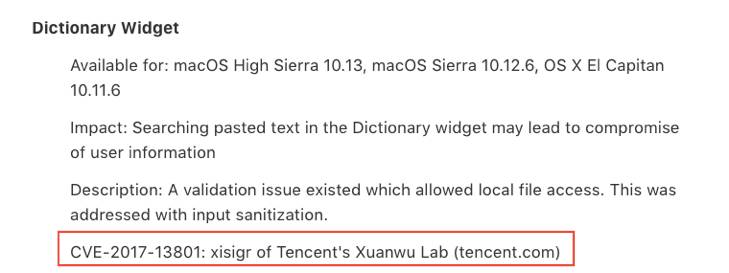 Dictionary Widget
Available for: macOS High Sierra 10.13, macOS Sierra 10.12.6, OS X El Capitan
10.11.6
Impact: Searching pasted text in the Dictionary widget may lead to compromise
of user information
Description: A validation issue existed which allowed local file access. This was
addressed with input sanitization.
CVE-2017-13801: xisigr of Tencent's Xuanwu Lab (tencent.com)